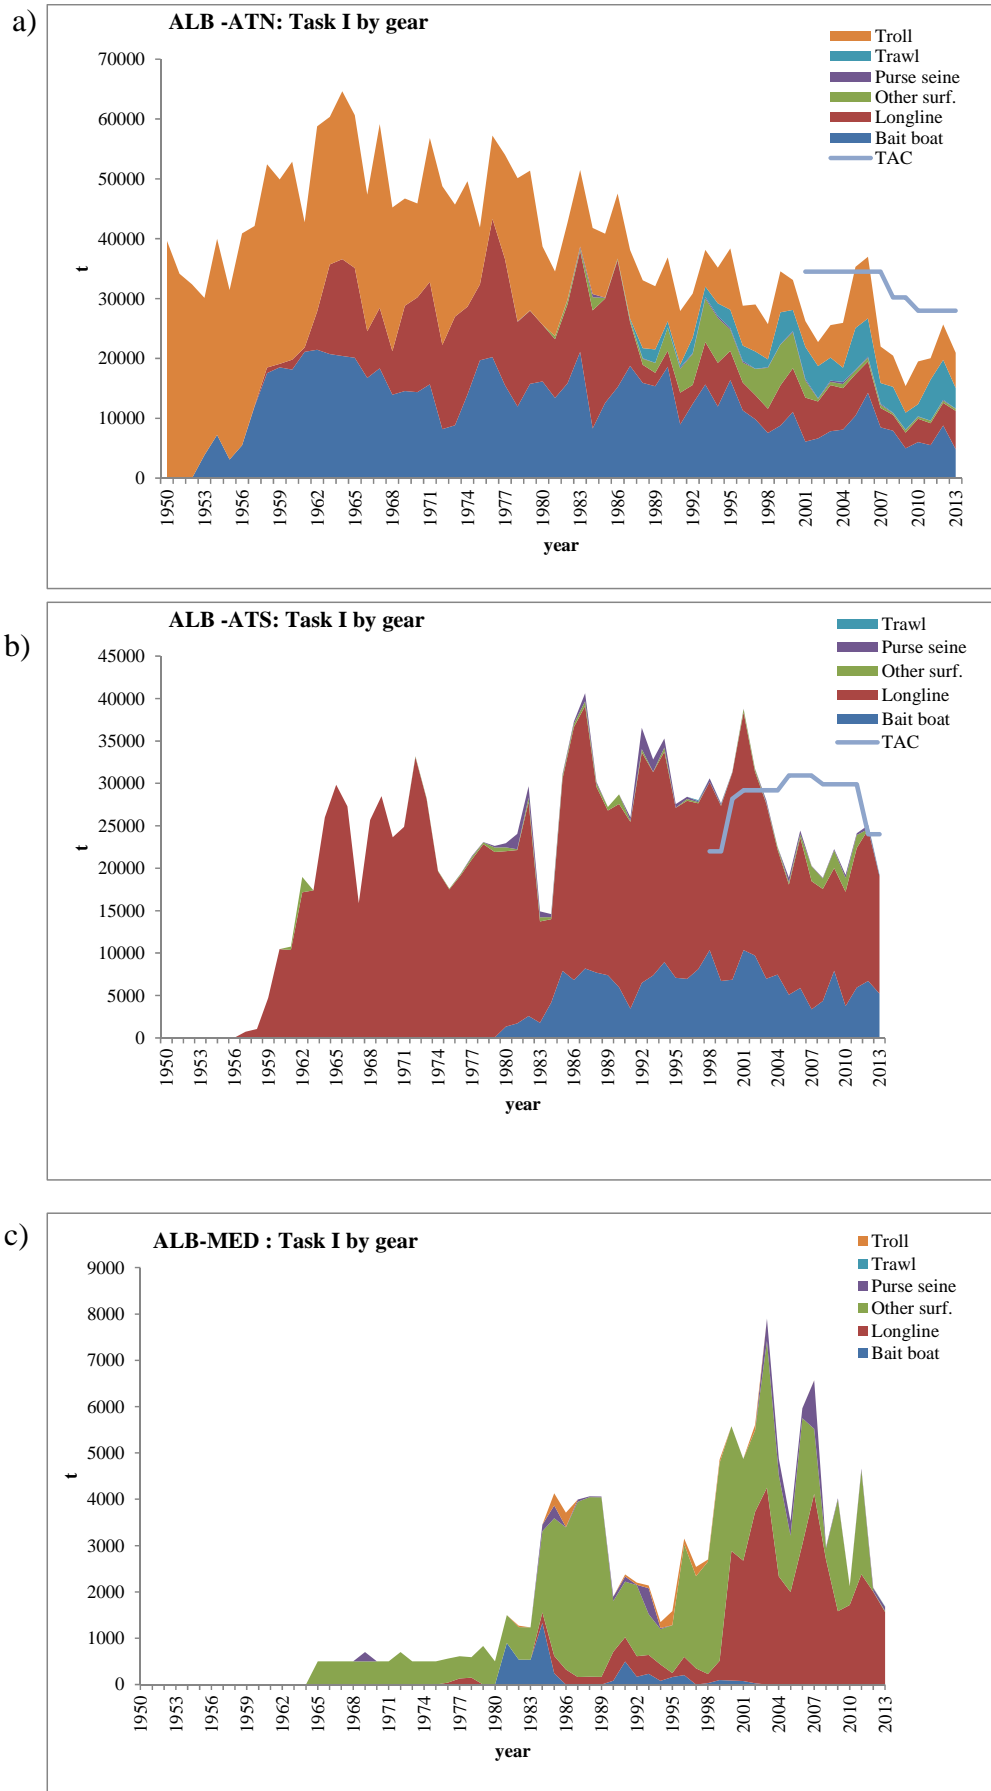 a)
ALB -ATN: Task I by gear
Troll
Trawl
Purse seine
Other surf.
Longline
Bait boat
TAC
70000
60000
50000
40000
30000
20000
10000
0
t
1950 1953 1956 1959 1962 1965 1968 1971 1974 1977 1980 1983 1986 1989 1992 1995 1998 2001 2004 2007 2010 2013
year
b)
ALB -ATS: Task I by gear
Trawl
Purse seine
Other surf.
Longline
Bait boat
TAC
45000
40000
35000
30000
25000
20000
15000
10000
5000
0
t
1950 1953 1956 1959 1962 1965 1968 1971 1974 1977 1980 1983 1986 1989 1992 1995 1998 2001 2004 2007 2010 2013
year
c)
ALB-MED : Task I by gear
Troll
Trawl
Purse seine
Other surf.
Longline
Bait boat
9000
8000
7000
6000
5000
4000
3000
2000
1000
0
t
1950 1953 1956 1959 1962 1965 1968 1971 1974 1977 1980 1983 1986 1989 1992 1995 1998 2001 2004 2007 2010 2013
year